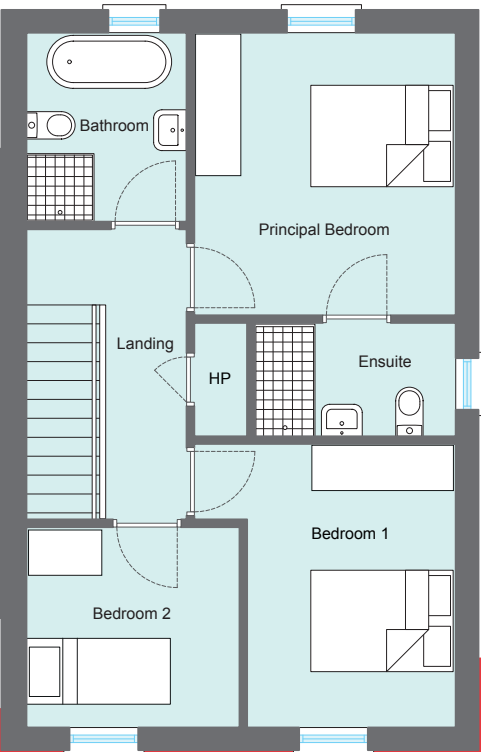 Bathroom
Principal Bedroom
Landing
HP
Ensuite
Bedroom 1
Bedroom 2